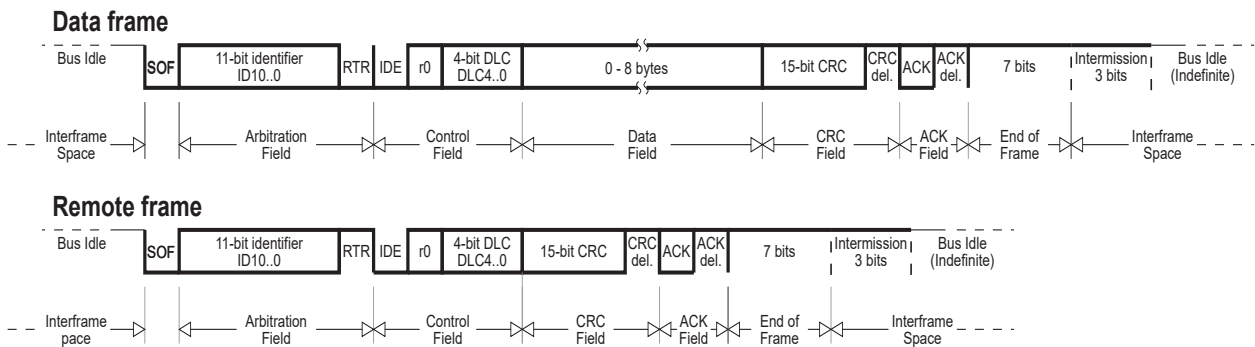 Data frame
Bus Idle
SOF
11-bit identifier
ID10..0
RTR
IDE
r0
4-bit DLC
DLC4..0
0 - 8 bytes
15-bit CRC
CRC
del.
ACK
ACK
del.
7 bits
Intermission
3 bits
Bus Idle
(Indefinite)
Interframe
Space
Arbitration
Field
Control
Field
Data
Field
CRC
Field
ACK
Field
End of
Frame
Interframe
Space
Remote frame
Bus Idle
SOF
11-bit identifier
ID10..0
RTR
IDE
r0
4-bit DLC
DLC4..0
15-bit CRC
CRC
del.
ACK
ACK
del.
7 bits
Intermission
3 bits
Bus Idle
(Indefinite)
Interframe
pace
Arbitration
Field
Control
Field
CRC
Field
ACK
Field
End of
Frame
Interframe
Space